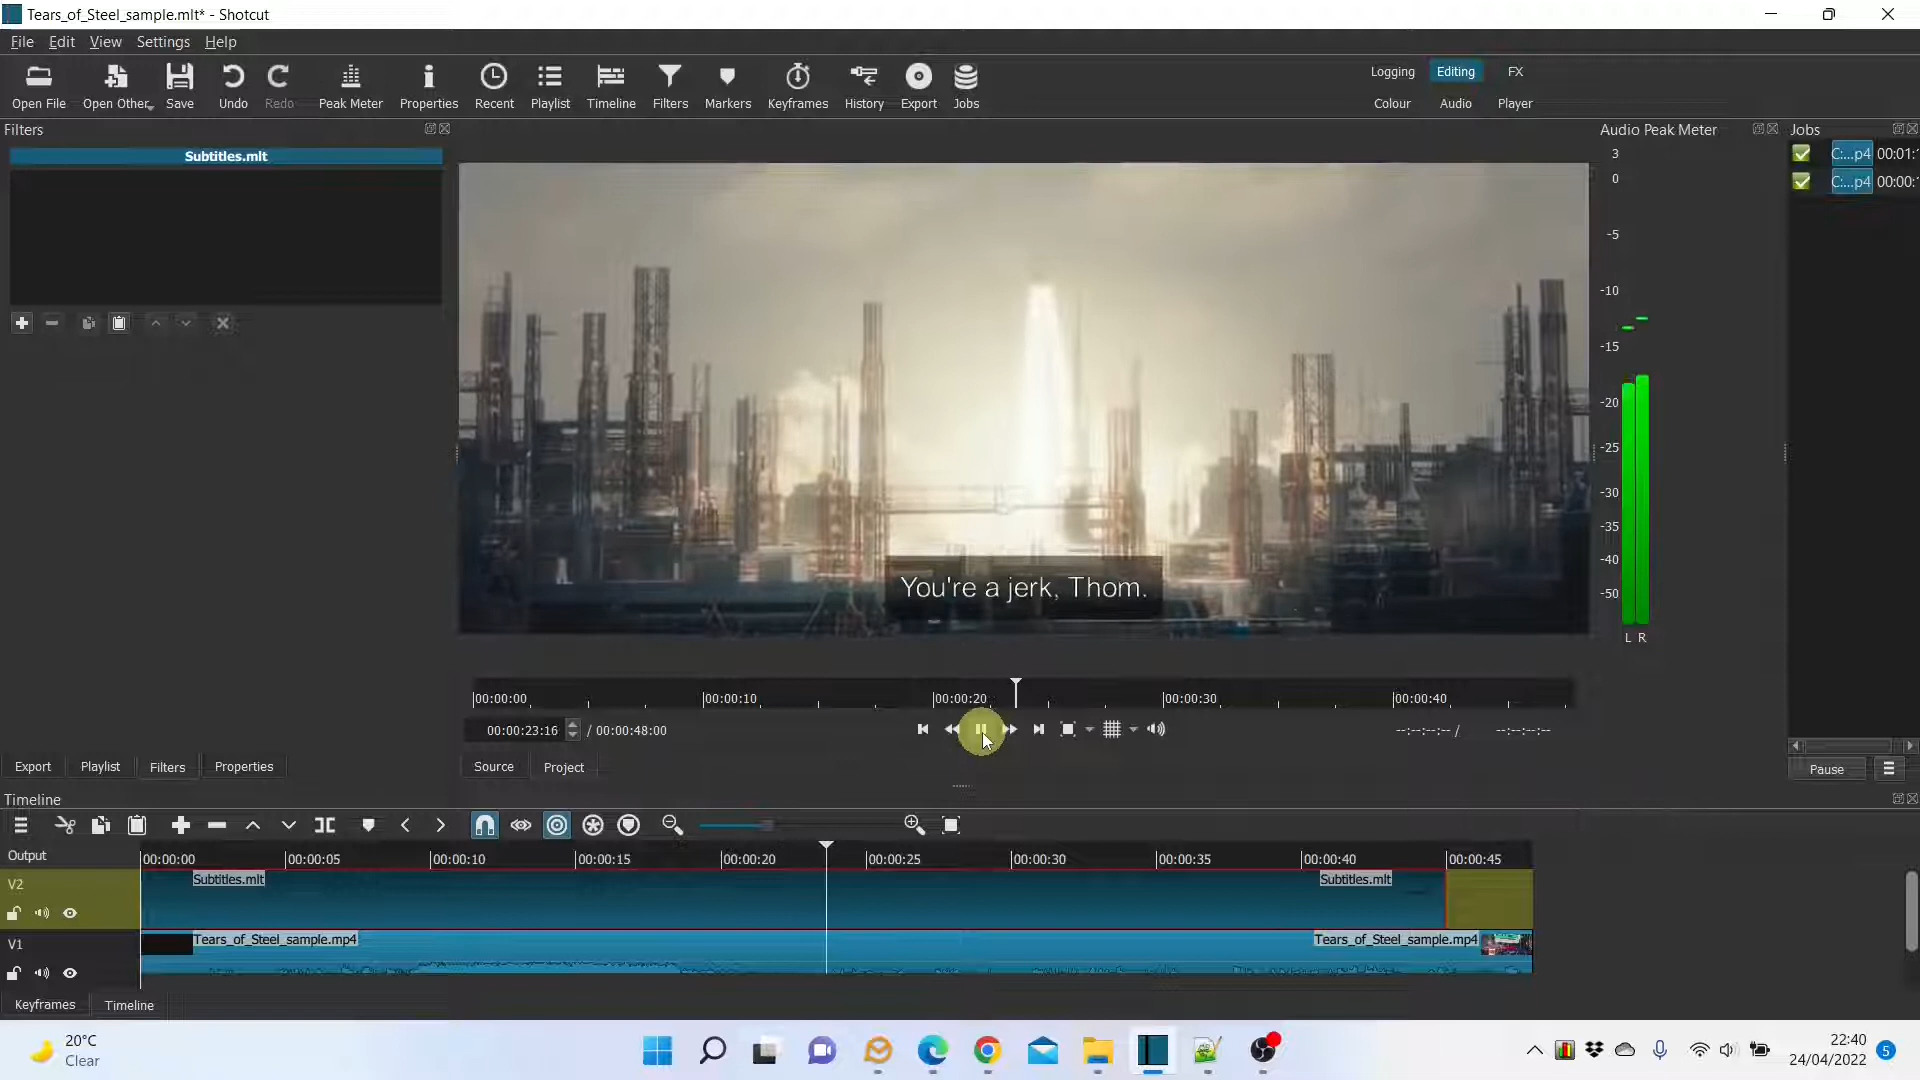 Tears_of_Steel_sample.mlt* - Shotcut
File Edit View Settings Help
Open File Open Other Save Undo Redo Peak Meter Properties Recent Playlist Timeline Filters Markers Keyframes History Export Jobs
Logging Editing FX
Colour Audio Player
Filters
Audio Peak Meter
Jobs
Subtitles.mlt
3
0
-5
-10
-15
-20
-25
-30
-35
-40
-50
L R
C:...p4 00:01:
C:...p4 00:00:
You're a jerk, Thom.
00:00:00 00:00:10 00:00:20 00:00:30 00:00:40
00:00:23:16 / 00:00:48:00
--:--:--:-- / --:--:--:--
Export Playlist Filters Properties
Source Project
Pause
Timeline
Output
00:00:00 00:00:05 00:00:10 00:00:15 00:00:20 00:00:25 00:00:30 00:00:35 00:00:40 00:00:45
V2
Subtitles.mlt Subtitles.mlt
V1
Tears_of_Steel_sample.mp4 Tears_of_Steel_sample.mp4
Keyframes Timeline
20°C
Clear
22:40
24/04/2022
5